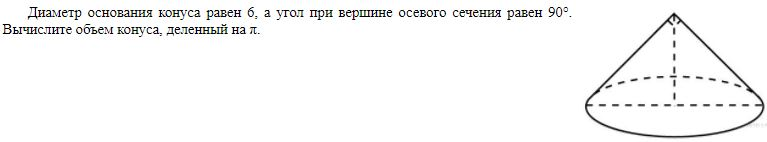 Диаметр основания конуса равен 6, а угол при вершине осевого сечения равен 90°.
Вычислите объем конуса, деленный на π.